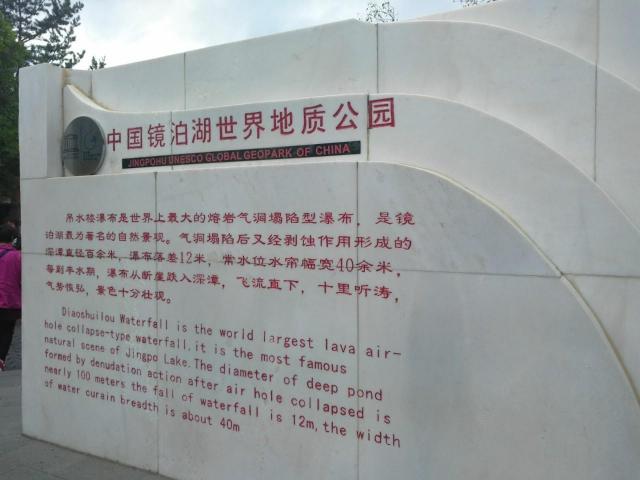 中国镜泊湖世界地质公园
JINGPOHU UNESCO GLOBAL GEOPARK OF CHINA
吊水楼瀑布是世界上最大的熔岩气洞塌陷型瀑布，是镜
泊湖最为著名的自然景观。气洞塌陷后又经剥蚀作用形成的
深潭直径百余米，瀑布落差12米，常水位水帘幅宽40余米，
每到丰水期，瀑布从断崖跌入深潭，飞流直下，十里听涛，
气势恢弘，景色十分壮观。
Diaoshuilou Waterfall is the world largest lava air-
hole collapse-type waterfall.it is the most famous
natural scene of Jingpo Lake.The diameter of deep pond
formed by denudation action after air hole collapsed is
nearly 100 meters the fall of waterfall is 12m,the width
of water curain breadth is about 40m